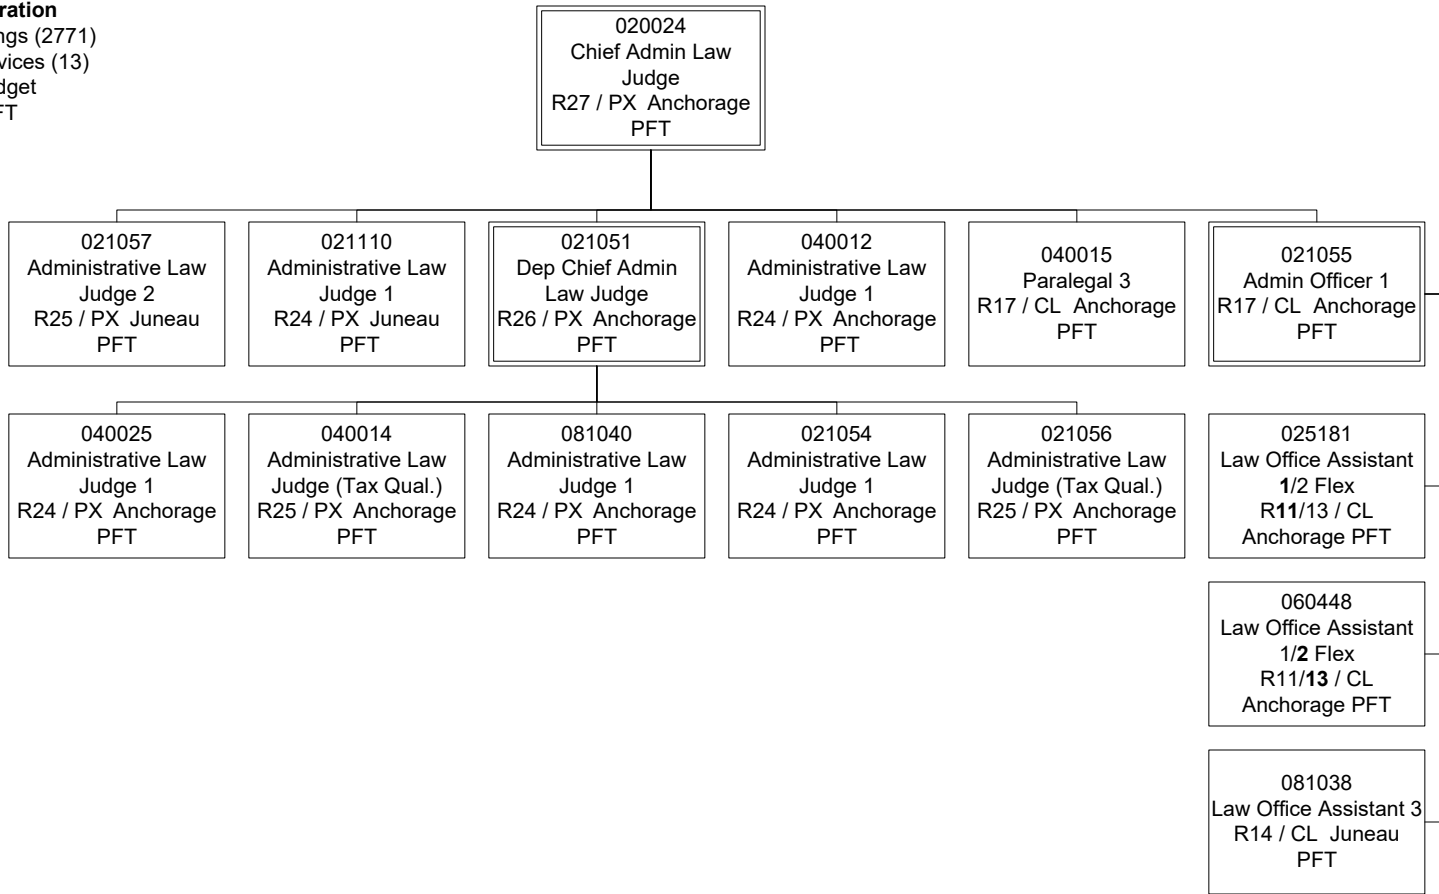 ration
ngs (2771)
vices (13)
dget
FT
020024
Chief Admin Law
Judge
R27 / PX Anchorage
PFT
021057
Administrative Law
Judge 2
R25 / PX Juneau
PFT
021110
Administrative Law
Judge 1
R24 / PX Juneau
PFT
021051
Dep Chief Admin
Law Judge
R26 / PX Anchorage
PFT
040012
Administrative Law
Judge 1
R24 / PX Anchorage
PFT
040015
Paralegal 3
R17 / CL Anchorage
PFT
021055
Admin Officer 1
R17 / CL Anchorage
PFT
040025
Administrative Law
Judge 1
R24 / PX Anchorage
PFT
040014
Administrative Law
Judge (Tax Qual.)
R25 / PX Anchorage
PFT
081040
Administrative Law
Judge 1
R24 / PX Anchorage
PFT
021054
Administrative Law
Judge 1
R24 / PX Anchorage
PFT
021056
Administrative Law
Judge (Tax Qual.)
R25 / PX Anchorage
PFT
025181
Law Office Assistant
1/2 Flex
R11/13 / CL
Anchorage PFT
060448
Law Office Assistant
1/2 Flex
R11/13 / CL
Anchorage PFT
081038
Law Office Assistant 3
R14 / CL Juneau
PFT